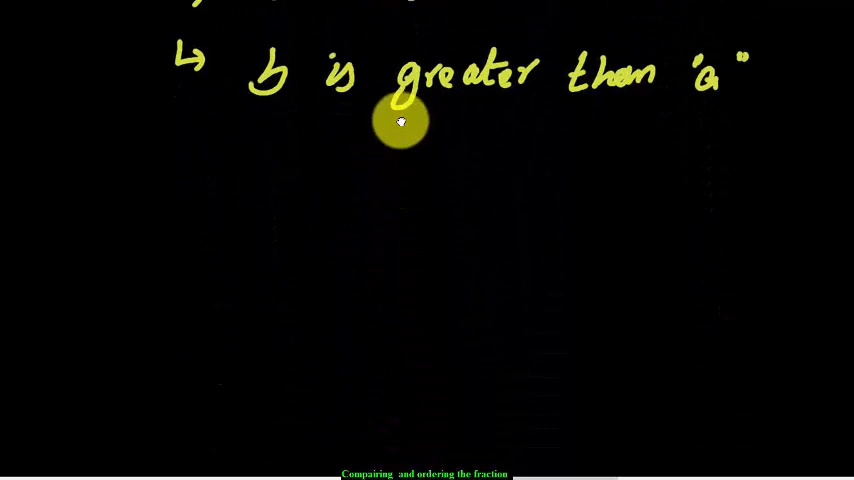 ↳ b is greater than "a"
Compairing and ordering the fraction